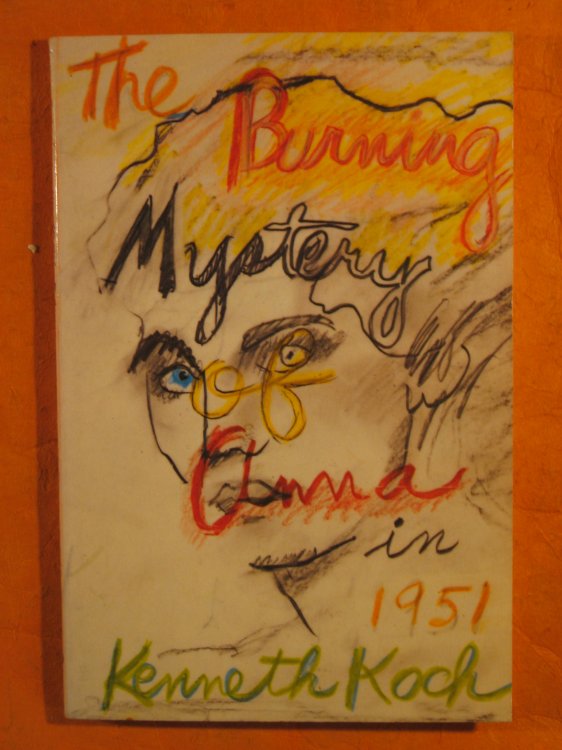 The
Burning
Mystery
of
Anna
in
1951
Kenneth Koch